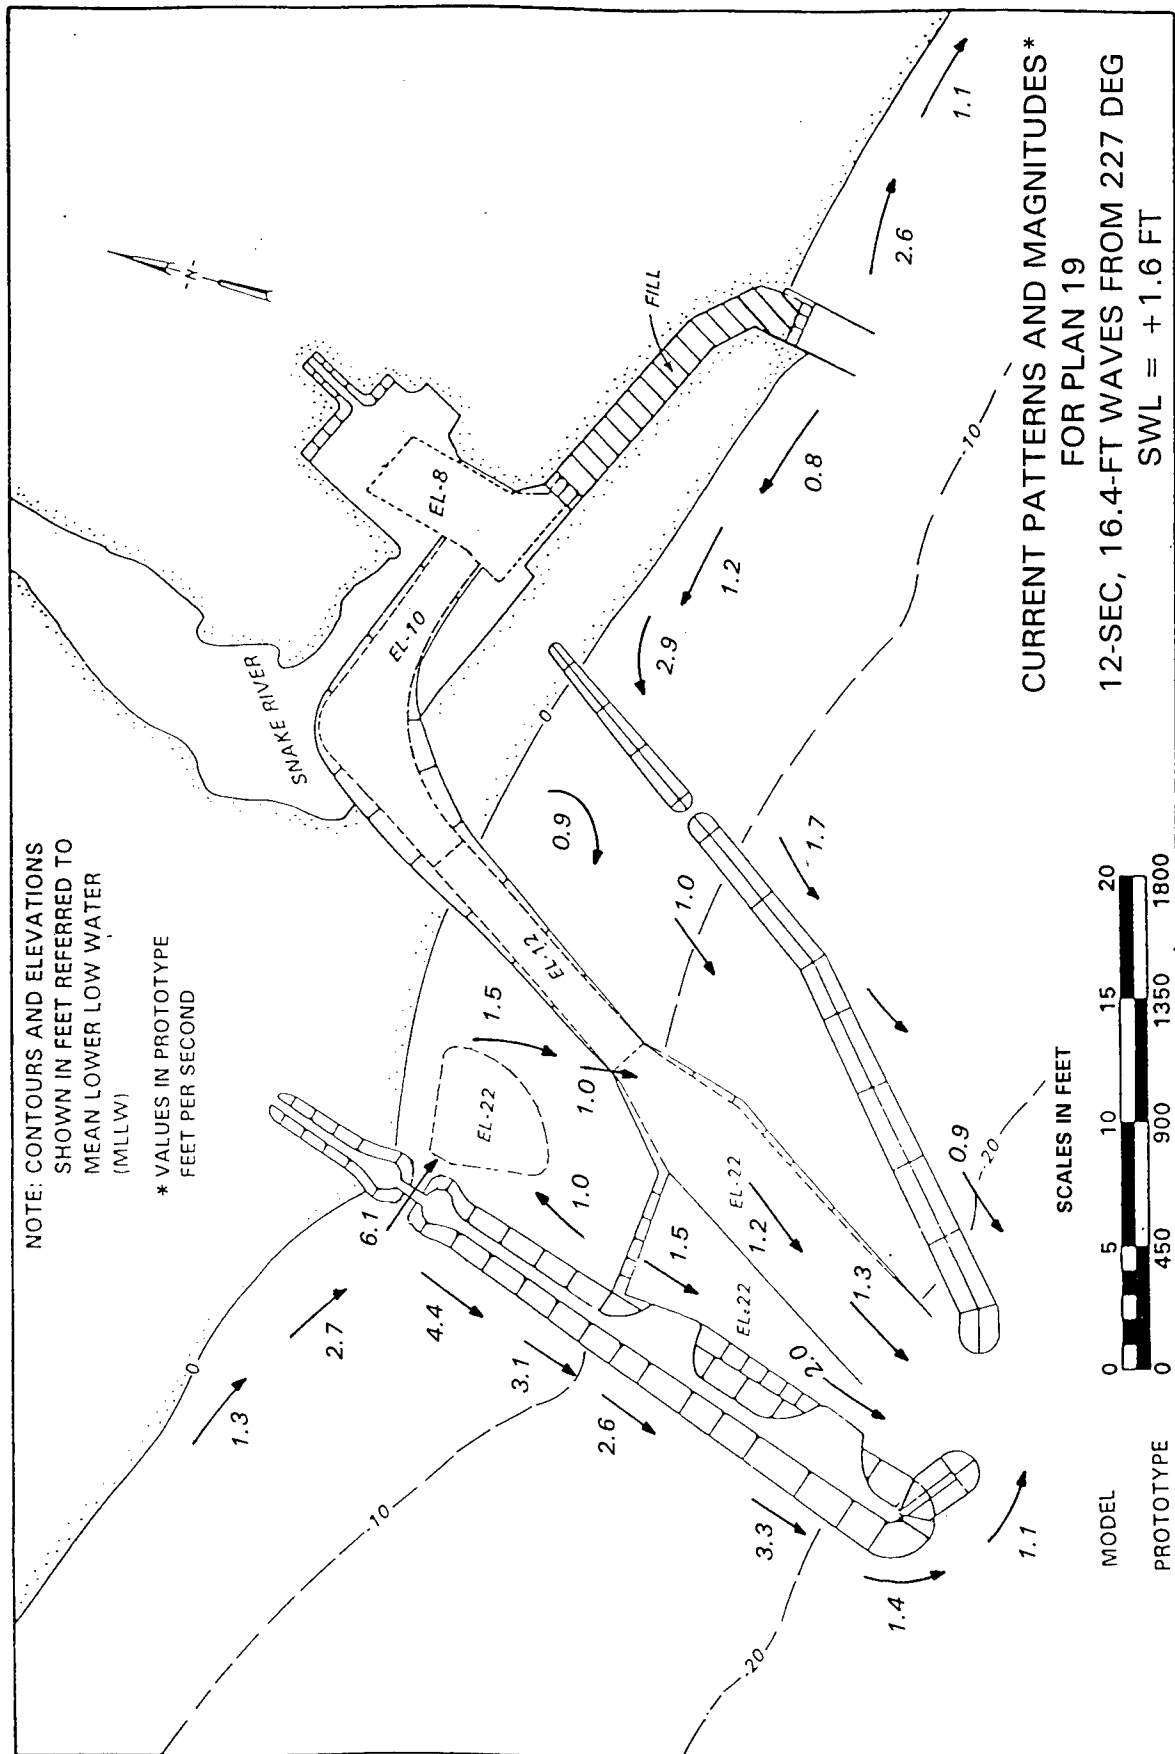 NOTE: CONTOURS AND ELEVATIONS
SHOWN IN FEET REFERRED TO
MEAN LOWER LOW WATER
(MLLW)
* VALUES IN PROTOTYPE
FEET PER SECOND
-N-
SNAKE RIVER
EL-8
EL-10
FILL
EL-12
EL-22
EL-22
EL-22
0
0
-10
-10
-20
-20
1.3
2.7
6.1
4.4
3.1
2.6
3.3
1.4
1.1
1.0
1.5
1.0
1.5
1.2
1.3
2.0
0.9
1.0
1.7
0.9
2.9
1.2
0.8
2.6
1.1
SCALES IN FEET
MODEL 0 5 10 15 20
PROTOTYPE 0 450 900 1350 1800
CURRENT PATTERNS AND MAGNITUDES*
FOR PLAN 19
12-SEC, 16.4-FT WAVES FROM 227 DEG
SWL = +1.6 FT